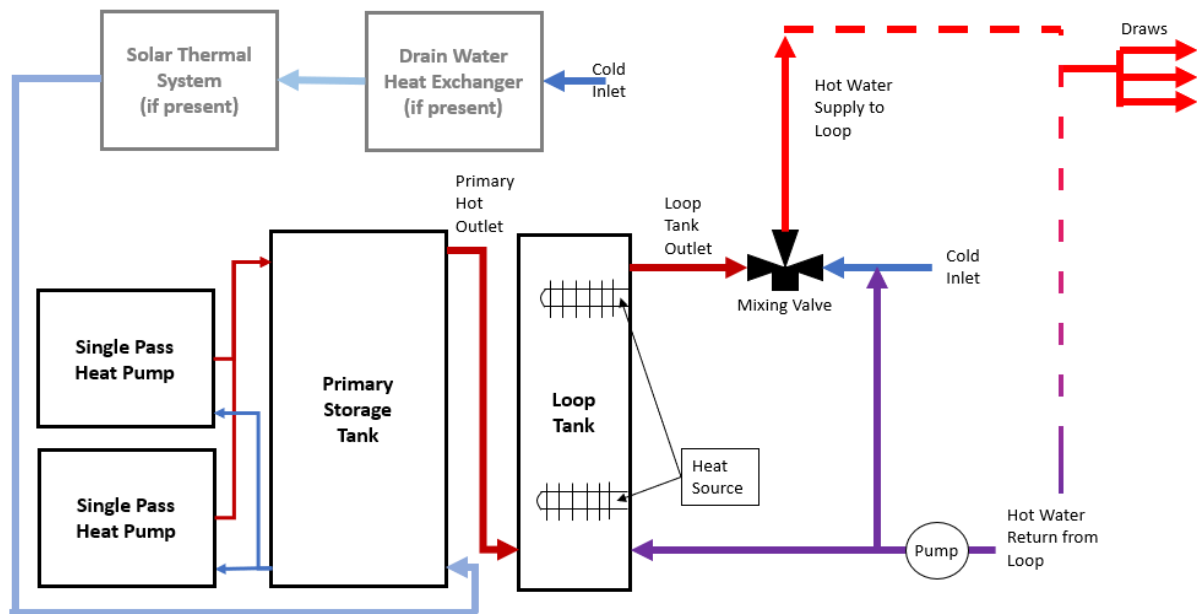 Solar Thermal
System
(if present)
Drain Water
Heat Exchanger
(if present)
Cold
Inlet
Hot Water
Supply to
Loop
Draws
Primary
Hot
Outlet
Loop
Tank
Outlet
Cold
Inlet
Mixing Valve
Single Pass
Heat Pump
Primary
Storage
Tank
Loop
Tank
Heat
Source
Single Pass
Heat Pump
Pump
Hot Water
Return from
Loop